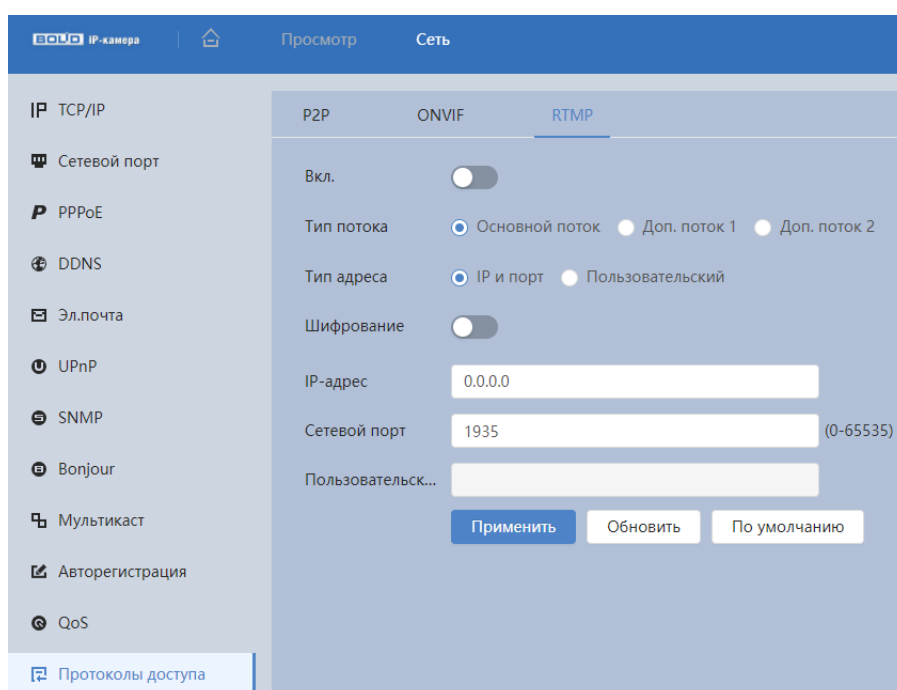 BOLID IP-камера Просмотр Сеть
IP TCP/IP
Сетевой порт
P PPPoE
DDNS
Эл.почта
UPnP
SNMP
Bonjour
Мультикаст
Авторегистрация
QoS
Протоколы доступа
P2P ONVIF RTMP
Вкл.
Тип потока Основной поток Доп. поток 1 Доп. поток 2
Тип адреса IP и порт Пользовательский
Шифрование
IP-адрес 0.0.0.0
Сетевой порт 1935 (0-65535)
Пользовательск...
Применить Обновить По умолчанию